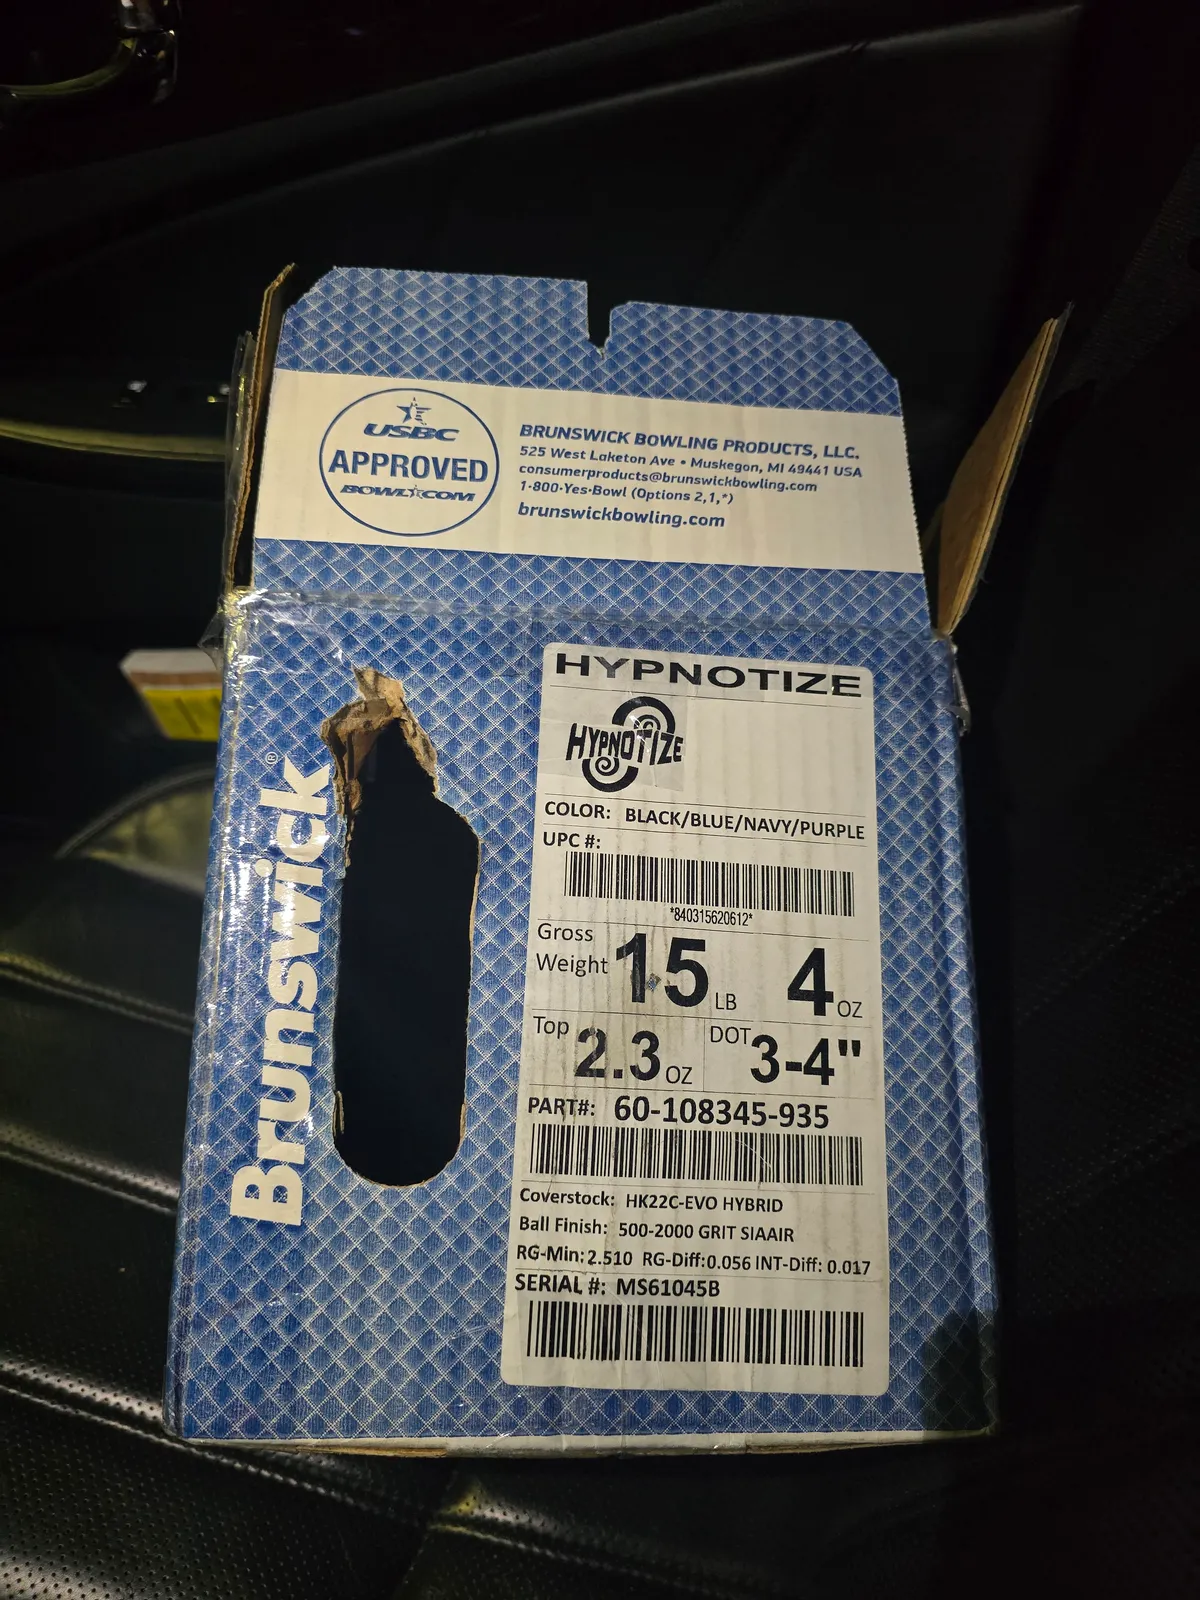 USBC
APPROVED
BOWL.COM
BRUNSWICK BOWLING PRODUCTS, LLC.
525 West Laketon Ave • Muskegon, MI 49441 USA
consumerproducts@brunswickbowling.com
1-800-Yes-Bowl (Options 2,1,*)
brunswickbowling.com
Brunswick®
HYPNOTIZE
HYPNOTIZE
COLOR: BLACK/BLUE/NAVY/PURPLE
UPC #:
*840315620612*
Gross Weight 15 LB 4 OZ
Top 2.3 OZ DOT 3-4"
PART#: 60-108345-935
Coverstock: HK22C-EVO HYBRID
Ball Finish: 500-2000 GRIT SIAAIR
RG-Min: 2.510 RG-Diff: 0.056 INT-Diff: 0.017
SERIAL #: MS61045B